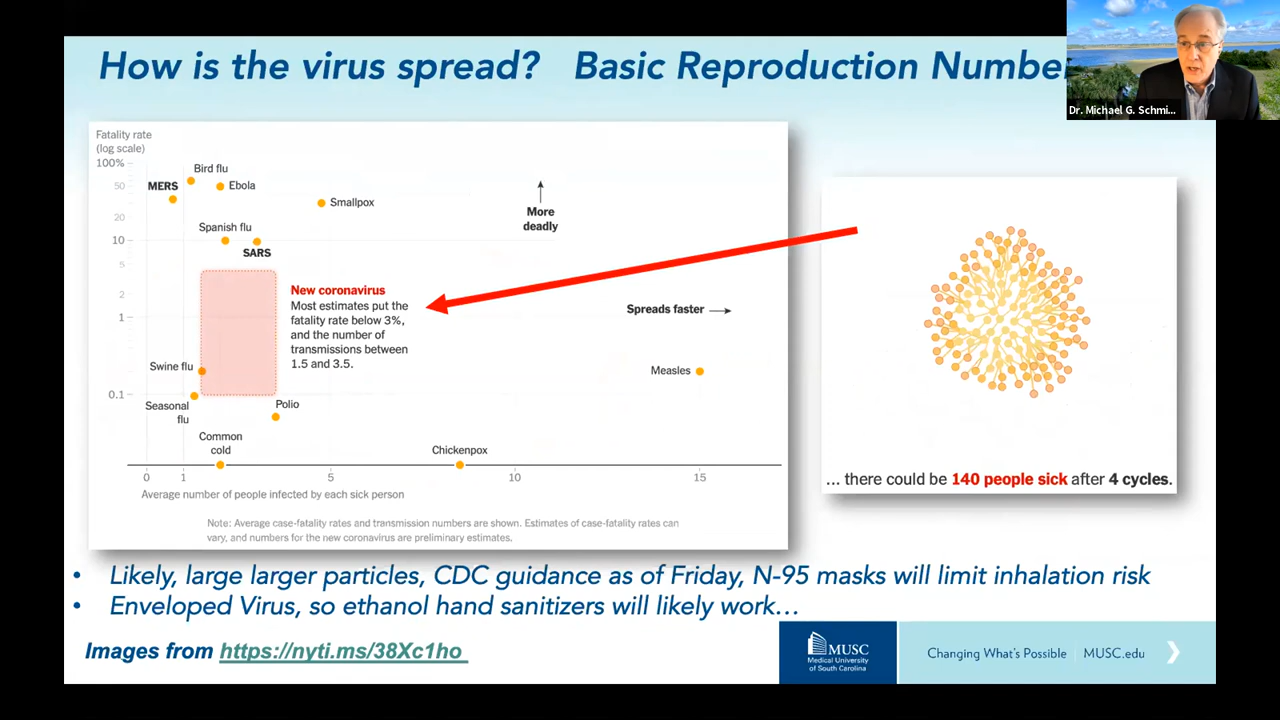 How is the virus spread? Basic Reproduction Number
Dr. Michael G. Schmi...
Fatality rate
(log scale)
100%
50
20
10
5
2
1
0.1
Bird flu
MERS
Ebola
Smallpox
Spanish flu
SARS
More
deadly
New coronavirus
Most estimates put the
fatality rate below 3%,
and the number of
transmissions between
1.5 and 3.5.
Spreads faster
Swine flu
Measles
Seasonal
flu
Polio
Common
cold
Chickenpox
0 1 5 10 15
Average number of people infected by each sick person
Note: Average case-fatality rates and transmission numbers are shown. Estimates of case-fatality rates can
vary, and numbers for the new coronavirus are preliminary estimates.
... there could be 140 people sick after 4 cycles.
• Likely, large larger particles, CDC guidance as of Friday, N-95 masks will limit inhalation risk
• Enveloped Virus, so ethanol hand sanitizers will likely work…
Images from https://nyti.ms/38Xc1ho
MUSC
Medical University
of South Carolina
Changing What's Possible | MUSC.edu